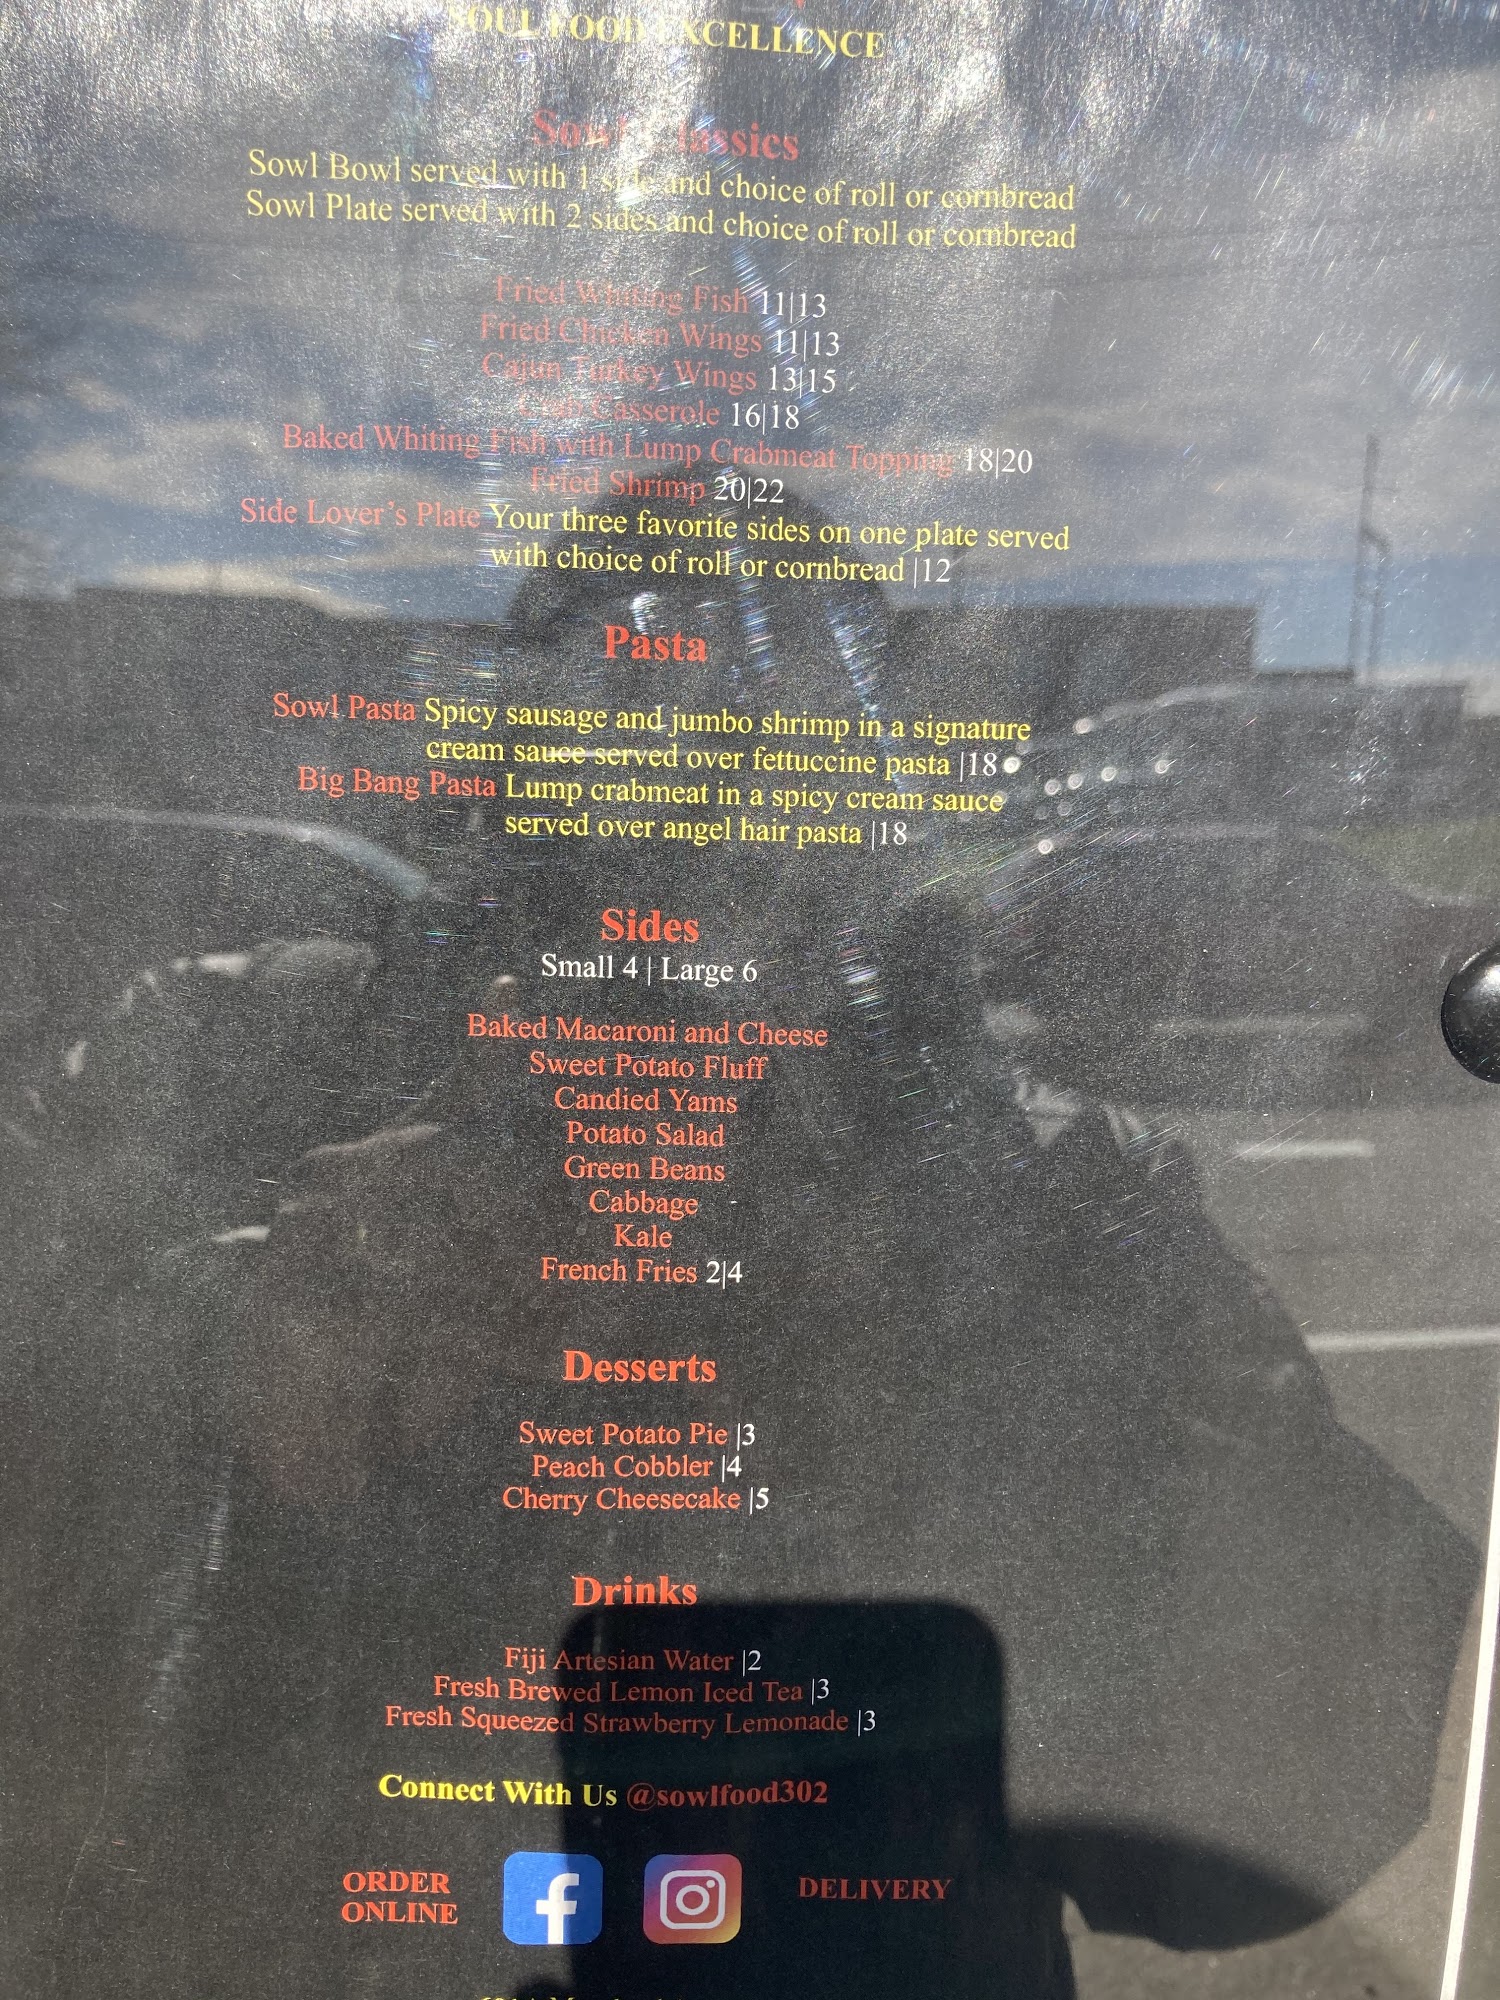 SOUL FOOD EXCELLENCE
Sowl Classics
Sowl Bowl served with 1 side and choice of roll or cornbread
Sowl Plate served with 2 sides and choice of roll or cornbread
Fried Whiting Fish 11|13
Fried Chicken Wings 11|13
Cajun Turkey Wings 13|15
Crab Casserole 16|18
Baked Whiting Fish with Lump Crabmeat Topping 18|20
Fried Shrimp 20|22
Side Lover's Plate Your three favorite sides on one plate served
with choice of roll or cornbread |12
Pasta
Sowl Pasta Spicy sausage and jumbo shrimp in a signature
cream sauce served over fettuccine pasta |18
Big Bang Pasta Lump crabmeat in a spicy cream sauce
served over angel hair pasta |18
Sides
Small 4 | Large 6
Baked Macaroni and Cheese
Sweet Potato Fluff
Candied Yams
Potato Salad
Green Beans
Cabbage
Kale
French Fries 2|4
Desserts
Sweet Potato Pie |3
Peach Cobbler |4
Cherry Cheesecake |5
Drinks
Fiji Artesian Water |2
Fresh Brewed Lemon Iced Tea |3
Fresh Squeezed Strawberry Lemonade |3
Connect With Us @sowlfood302
ORDER
ONLINE
DELIVERY